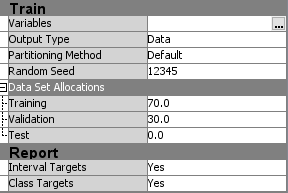 Train
Variables ...
Output Type Data
Partitioning Method Default
Random Seed 12345
Data Set Allocations
Training 70.0
Validation 30.0
Test 0.0
Report
Interval Targets Yes
Class Targets Yes